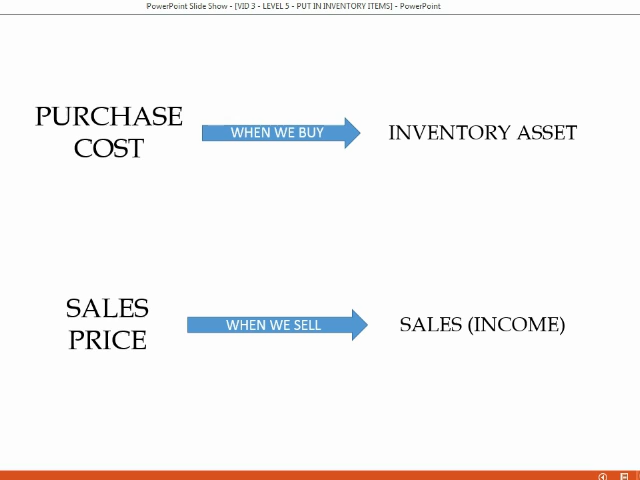 PowerPoint Slide Show - [VID 3 - LEVEL 5 - PUT IN INVENTORY ITEMS] - PowerPoint
PURCHASE
COST
WHEN WE BUY
INVENTORY ASSET
SALES
PRICE
WHEN WE SELL
SALES (INCOME)